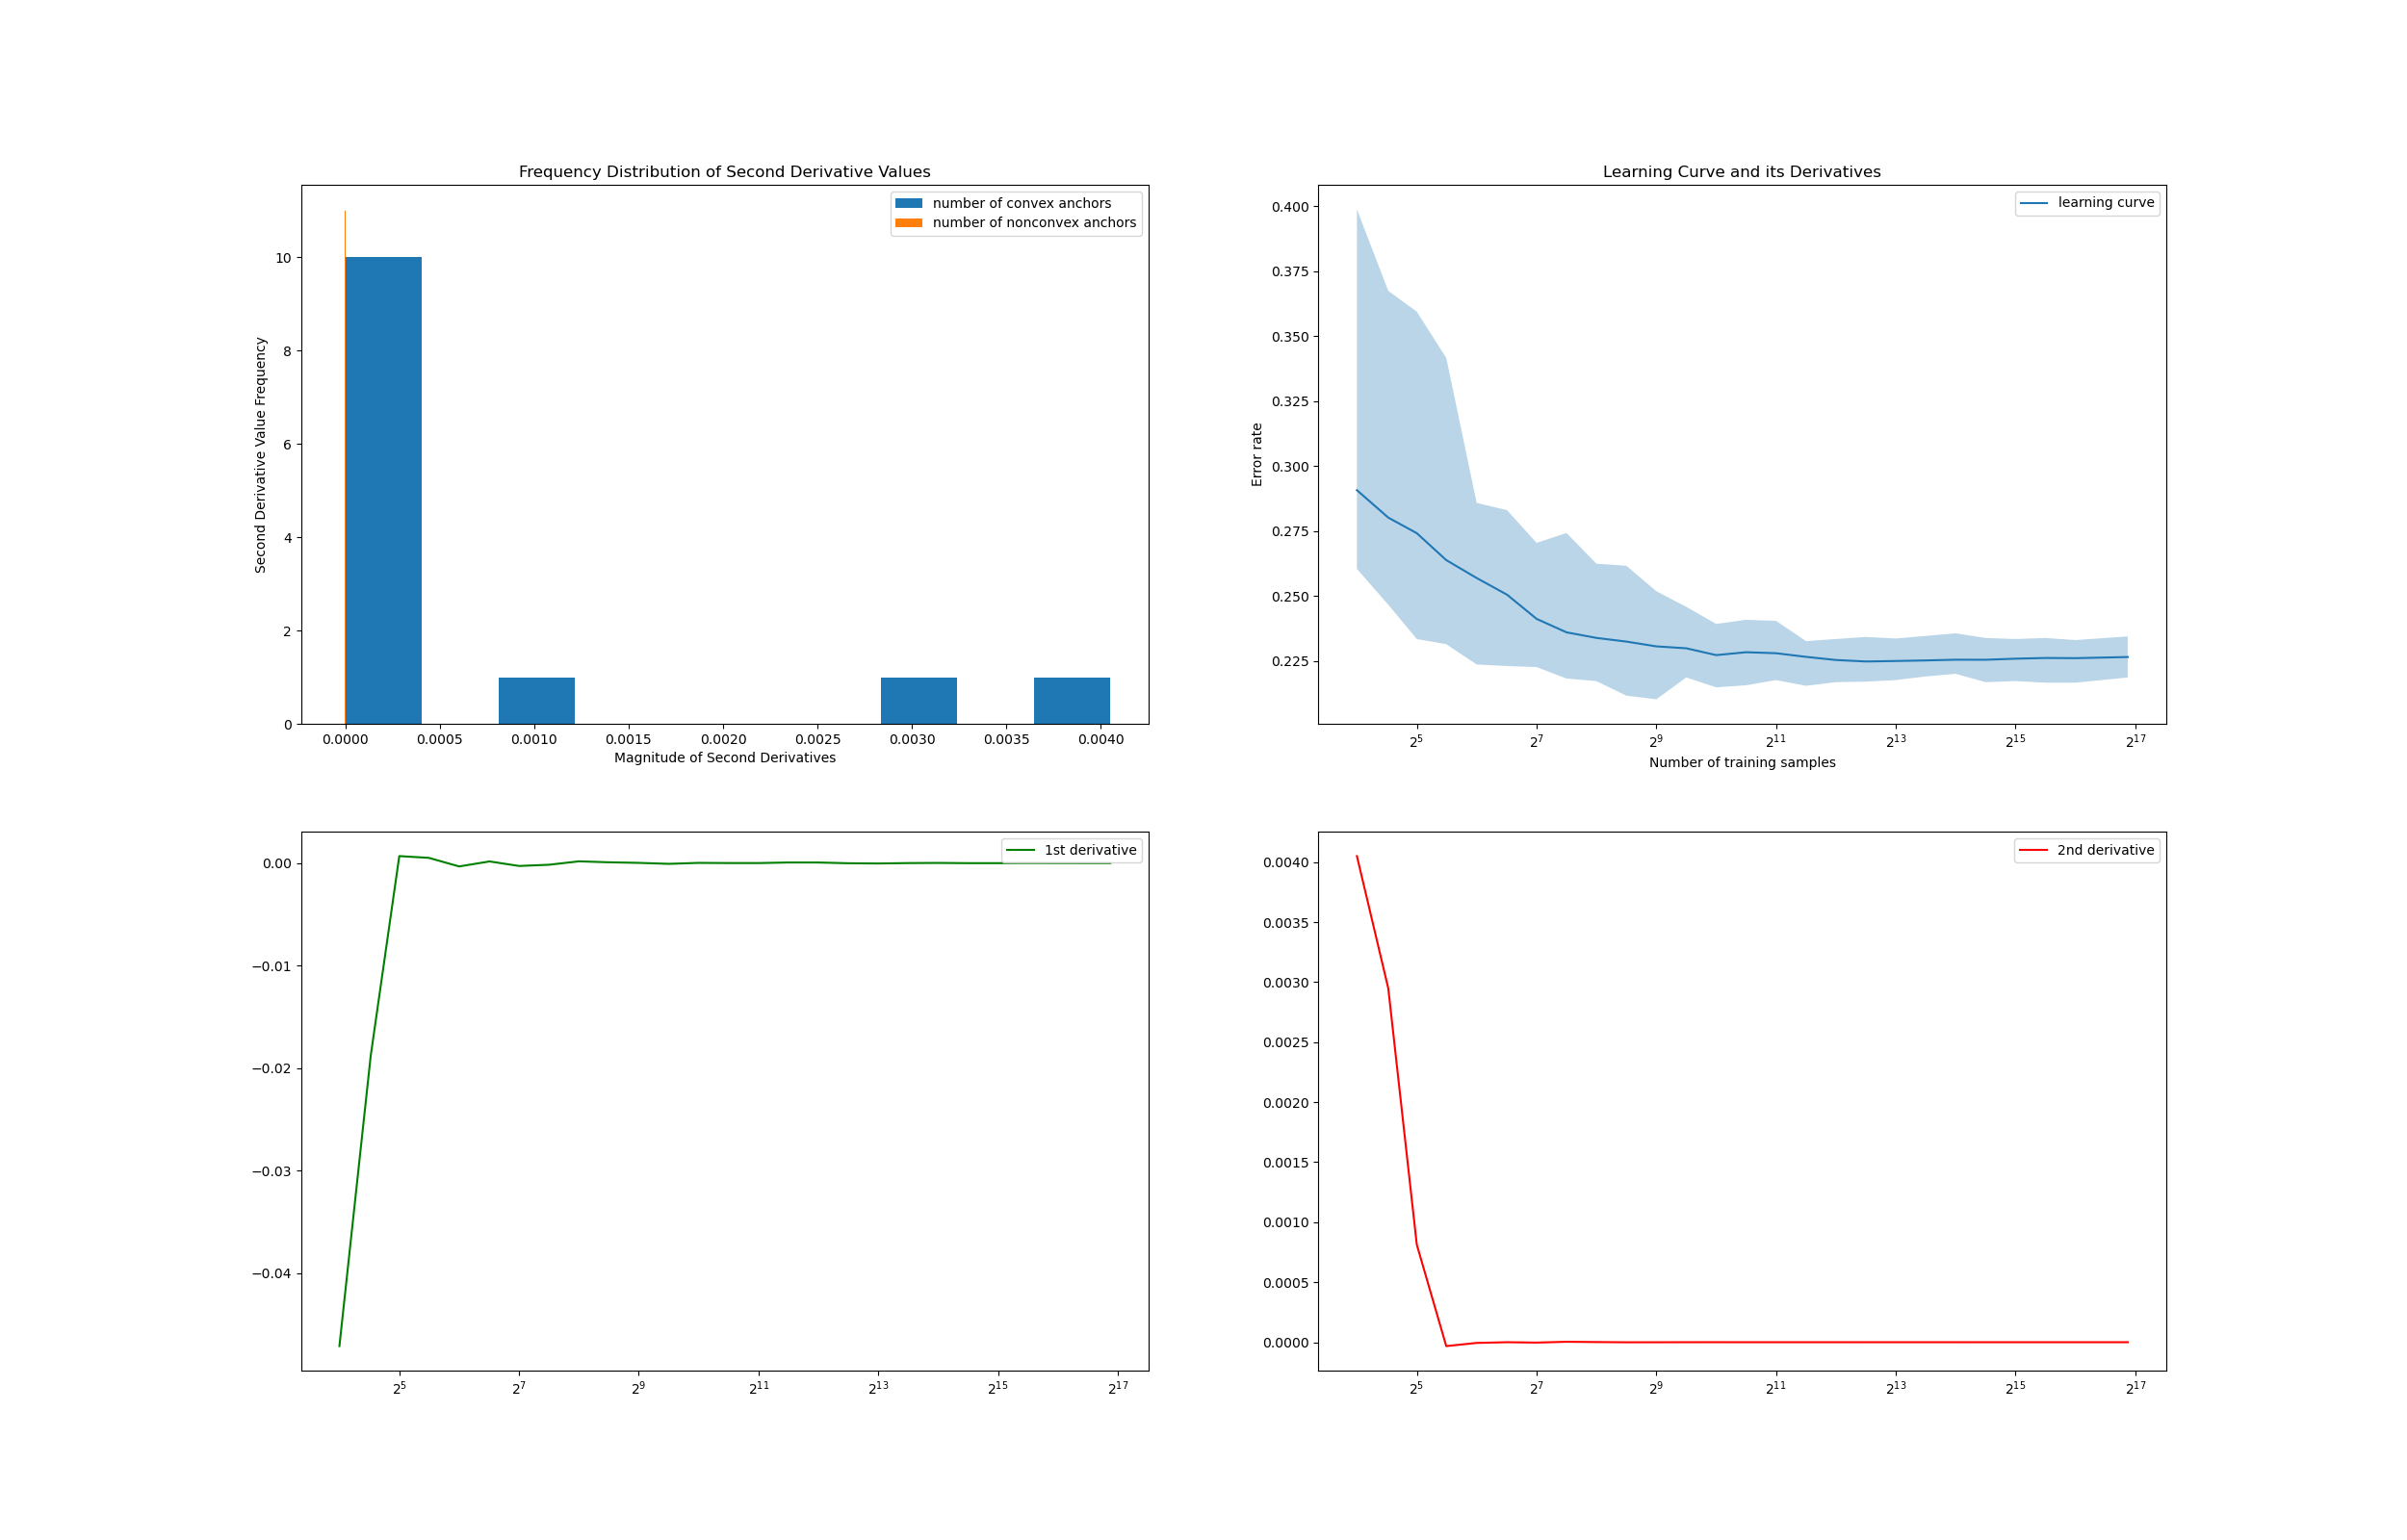 Frequency Distribution of Second Derivative Values
number of convex anchors
number of nonconvex anchors
10
8
6
4
2
0
Second Derivative Value Frequency
0.0000 0.0005 0.0010 0.0015 0.0020 0.0025 0.0030 0.0035 0.0040
Magnitude of Second Derivatives
Learning Curve and its Derivatives
learning curve
0.400
0.375
0.350
0.325
0.300
0.275
0.250
0.225
Error rate
2^5 2^7 2^9 2^11 2^13 2^15 2^17
Number of training samples
1st derivative
0.00
−0.01
−0.02
−0.03
−0.04
2^5 2^7 2^9 2^11 2^13 2^15 2^17
2nd derivative
0.0040
0.0035
0.0030
0.0025
0.0020
0.0015
0.0010
0.0005
0.0000
2^5 2^7 2^9 2^11 2^13 2^15 2^17